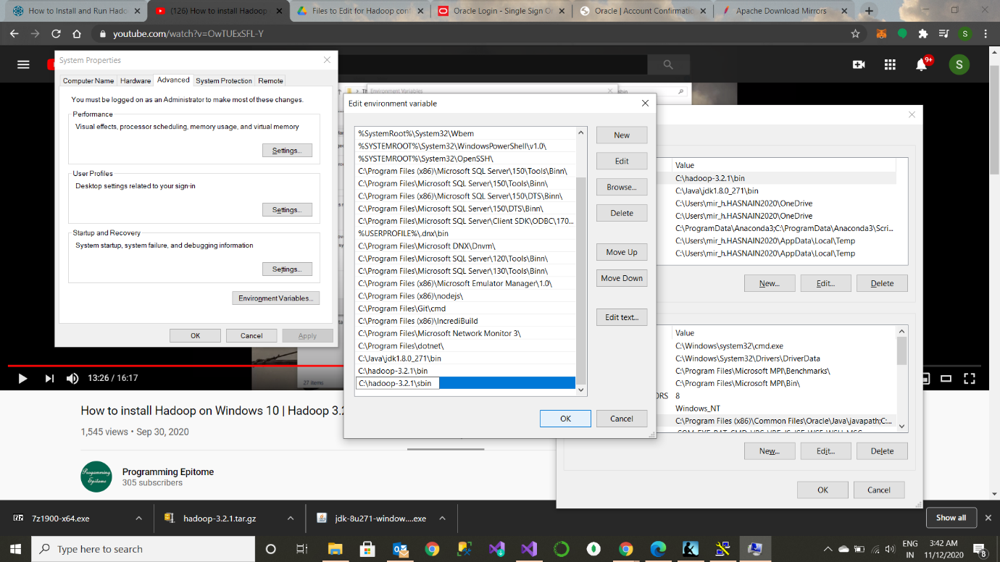 How to Install and Run Hado
(126) How to install Hadoop
Files to Edit for Hadoop conf
Oracle Login - Single Sign O
Oracle | Account Confirmatio
Apache Download Mirrors
youtube.com/watch?v=OwTUExSFL-Y
S
9+
S
System Properties
Computer Name
Hardware
Advanced
System Protection
Remote
You must be logged on as an Administrator to make most of these changes.
Performance
Visual effects, processor scheduling, memory usage, and virtual memory
Settings...
User Profiles
Desktop settings related to your sign-in
Settings...
Startup and Recovery
System startup, system failure, and debugging information
Settings...
Environment Variables...
OK
Cancel
Apply
Environment Variables
Edit environment variable
%SystemRoot%\System32\Wbem
%SYSTEMROOT%\System32\WindowsPowerShell\v1.0\
%SYSTEMROOT%\System32\OpenSSH\
C:\Program Files (x86)\Microsoft SQL Server\150\Tools\Binn\
C:\Program Files\Microsoft SQL Server\150\Tools\Binn\
C:\Program Files (x86)\Microsoft SQL Server\150\DTS\Binn\
C:\Program Files\Microsoft SQL Server\150\DTS\Binn\
C:\Program Files\Microsoft SQL Server\Client SDK\ODBC\170...
%USERPROFILE%\.dnx\bin
C:\Program Files\Microsoft DNX\Dnvm\
C:\Program Files\Microsoft SQL Server\120\Tools\Binn\
C:\Program Files\Microsoft SQL Server\130\Tools\Binn\
C:\Program Files (x86)\Microsoft Emulator Manager\1.0\
C:\Program Files (x86)\nodejs\
C:\Program Files\Git\cmd
C:\Program Files (x86)\IncrediBuild
C:\Program Files\Microsoft Network Monitor 3\
C:\Program Files\dotnet\
C:\Java\jdk1.8.0_271\bin
C:\hadoop-3.2.1\bin
C:\hadoop-3.2.1\sbin
New
Edit
Browse...
Delete
Move Up
Move Down
Edit text...
OK
Cancel
Value
C:\hadoop-3.2.1\bin
C:\Java\jdk1.8.0_271\bin
C:\Users\mir_h.HASNAIN2020\OneDrive
C:\Users\mir_h.HASNAIN2020\OneDrive
C:\ProgramData\Anaconda3;C:\ProgramData\Anaconda3\Scri...
C:\Users\mir_h.HASNAIN2020\AppData\Local\Temp
C:\Users\mir_h.HASNAIN2020\AppData\Local\Temp
New...
Edit...
Delete
Value
C:\Windows\system32\cmd.exe
C:\Windows\System32\Drivers\DriverData
C:\Program Files\Microsoft MPI\Benchmarks\
C:\Program Files\Microsoft MPI\Bin\
ORS 8
Windows_NT
C:\Program Files (x86)\Common Files\Oracle\Java\javapath;C:...
New...
Edit...
Delete
OK
Cancel
27 items
13:26 / 16:17
How to install Hadoop on Windows 10 | Hadoop 3.2
1,545 views • Sep 30, 2020
Programming Epitome
Programming Epitome
305 subscribers
7z1900-x64.exe
hadoop-3.2.1.tar.gz
jdk-8u271-window....exe
Show all
Type here to search
ENG
IN
3:42 AM
11/12/2020
8